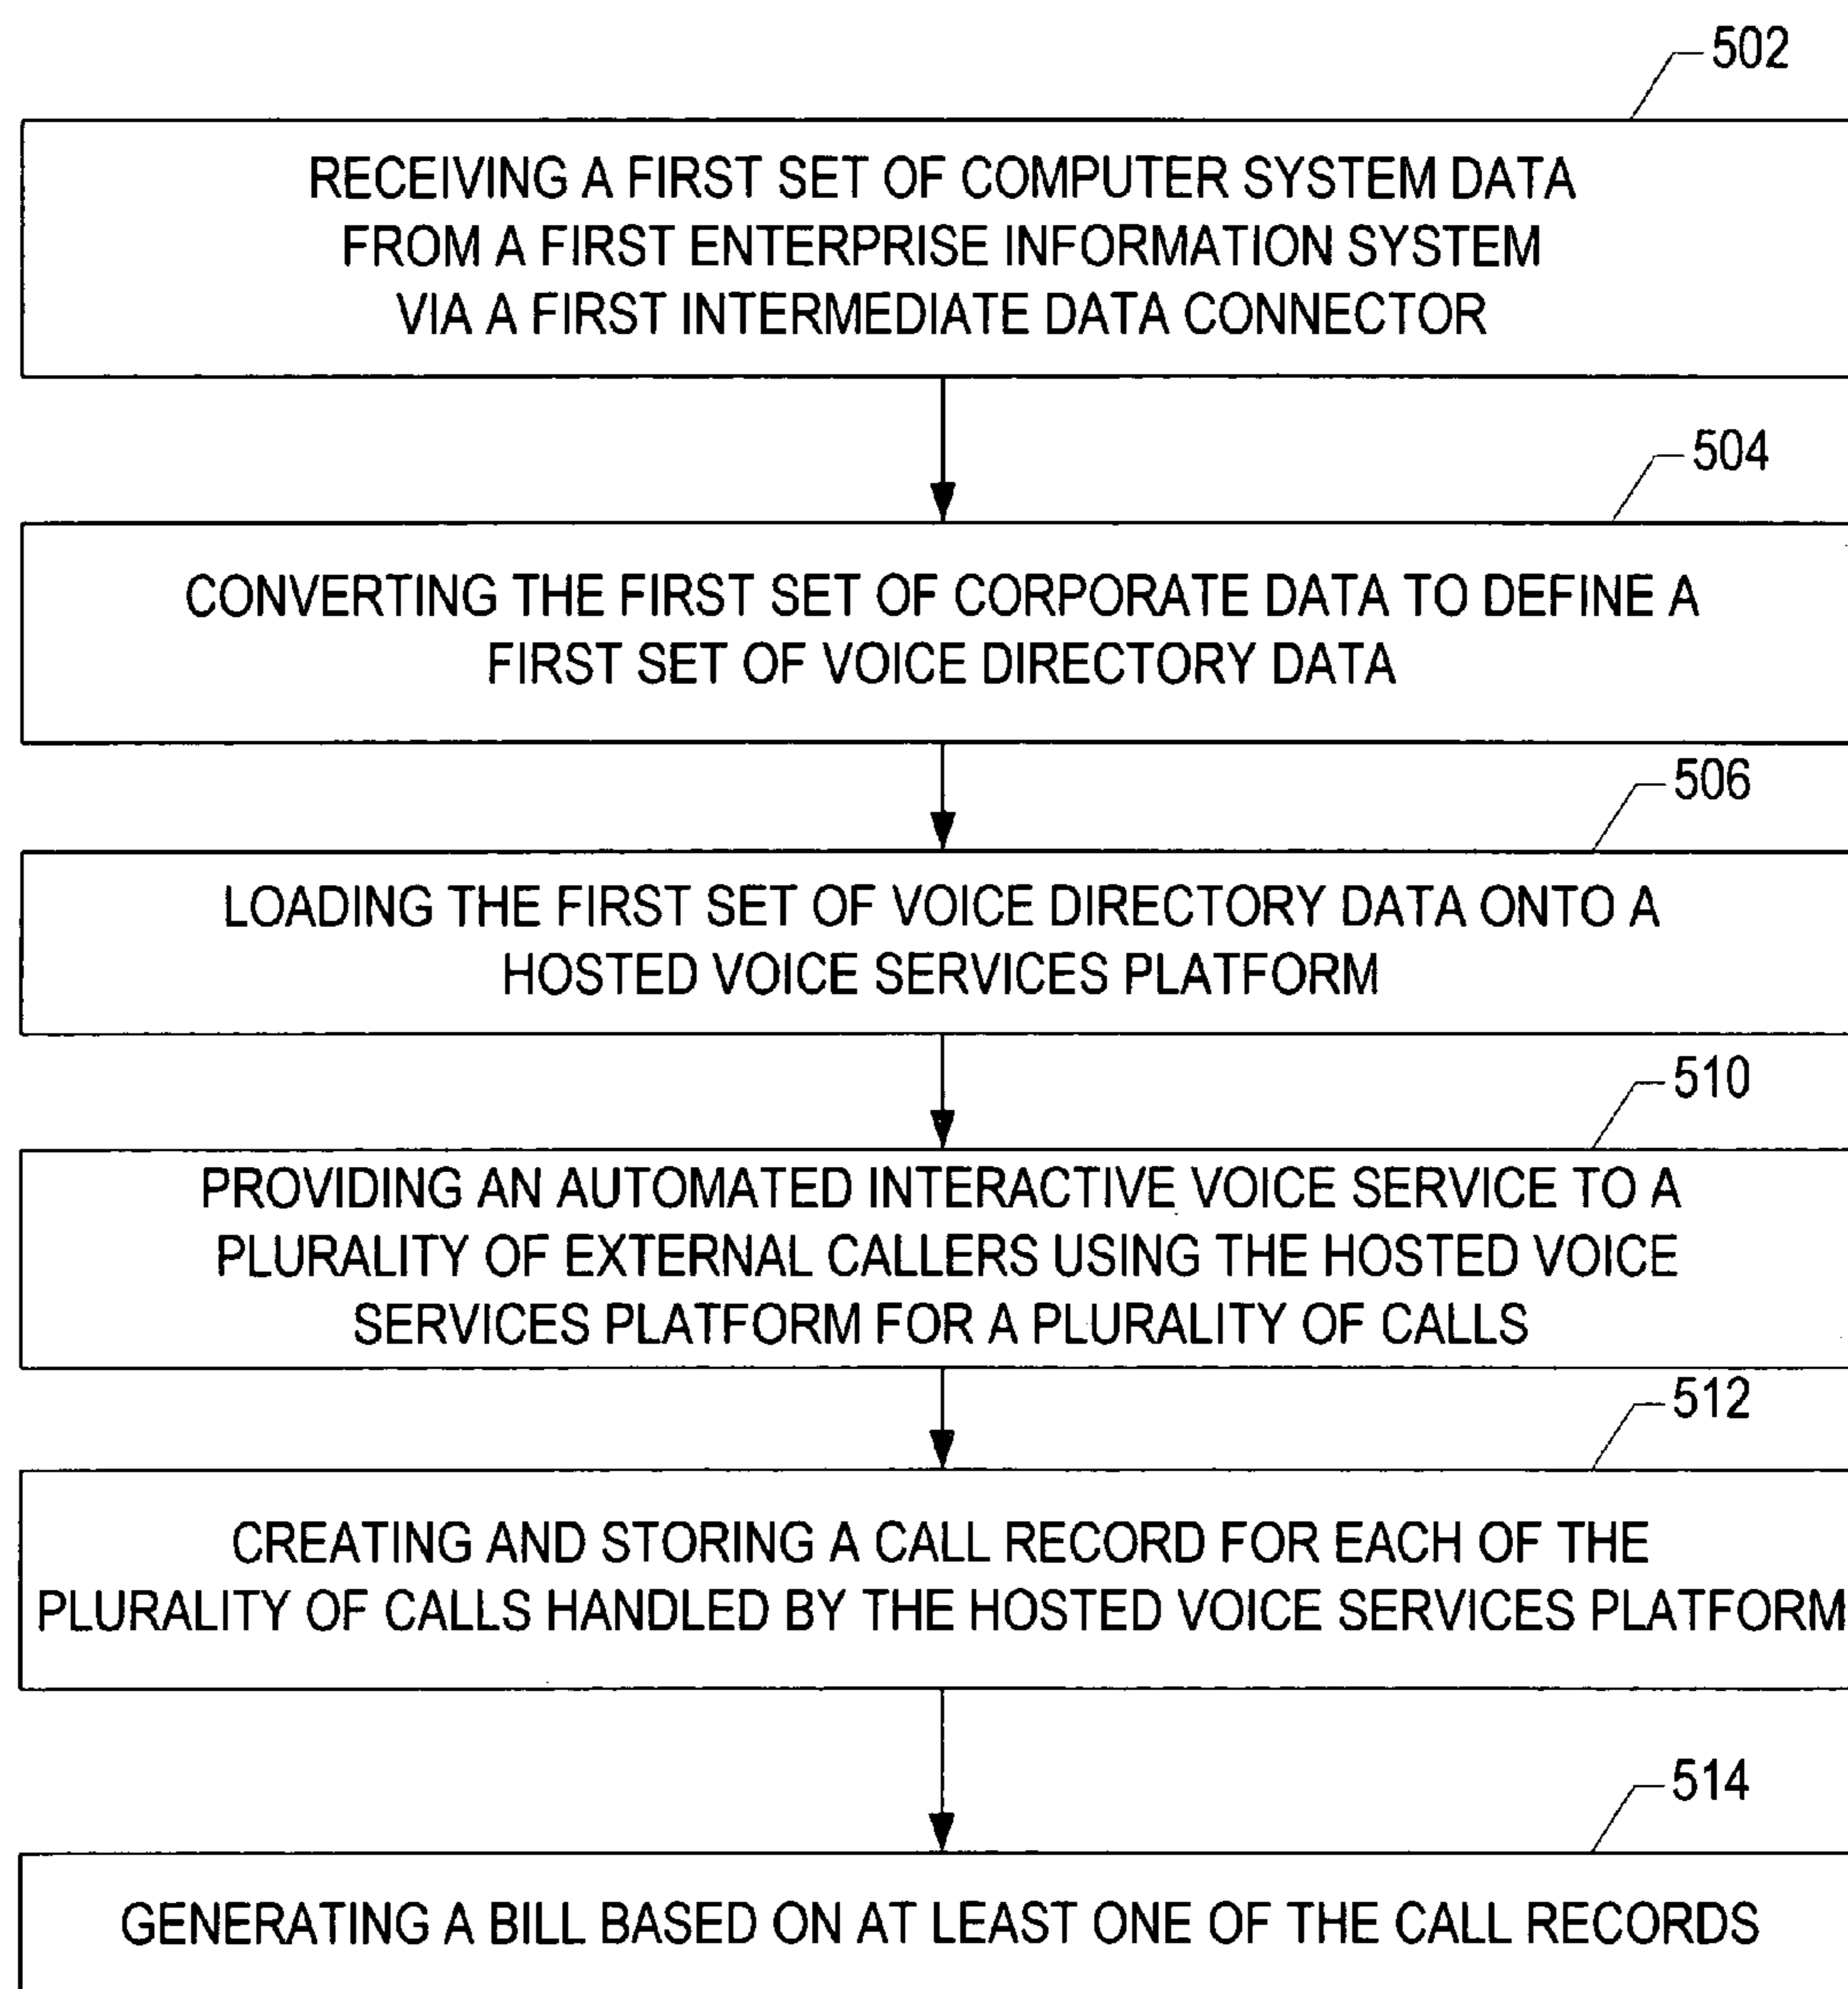 502
RECEIVING A FIRST SET OF COMPUTER SYSTEM DATA
FROM A FIRST ENTERPRISE INFORMATION SYSTEM
VIA A FIRST INTERMEDIATE DATA CONNECTOR
504
CONVERTING THE FIRST SET OF CORPORATE DATA TO DEFINE A
FIRST SET OF VOICE DIRECTORY DATA
506
LOADING THE FIRST SET OF VOICE DIRECTORY DATA ONTO A
HOSTED VOICE SERVICES PLATFORM
510
PROVIDING AN AUTOMATED INTERACTIVE VOICE SERVICE TO A
PLURALITY OF EXTERNAL CALLERS USING THE HOSTED VOICE
SERVICES PLATFORM FOR A PLURALITY OF CALLS
512
CREATING AND STORING A CALL RECORD FOR EACH OF THE
PLURALITY OF CALLS HANDLED BY THE HOSTED VOICE SERVICES PLATFORM
514
GENERATING A BILL BASED ON AT LEAST ONE OF THE CALL RECORDS